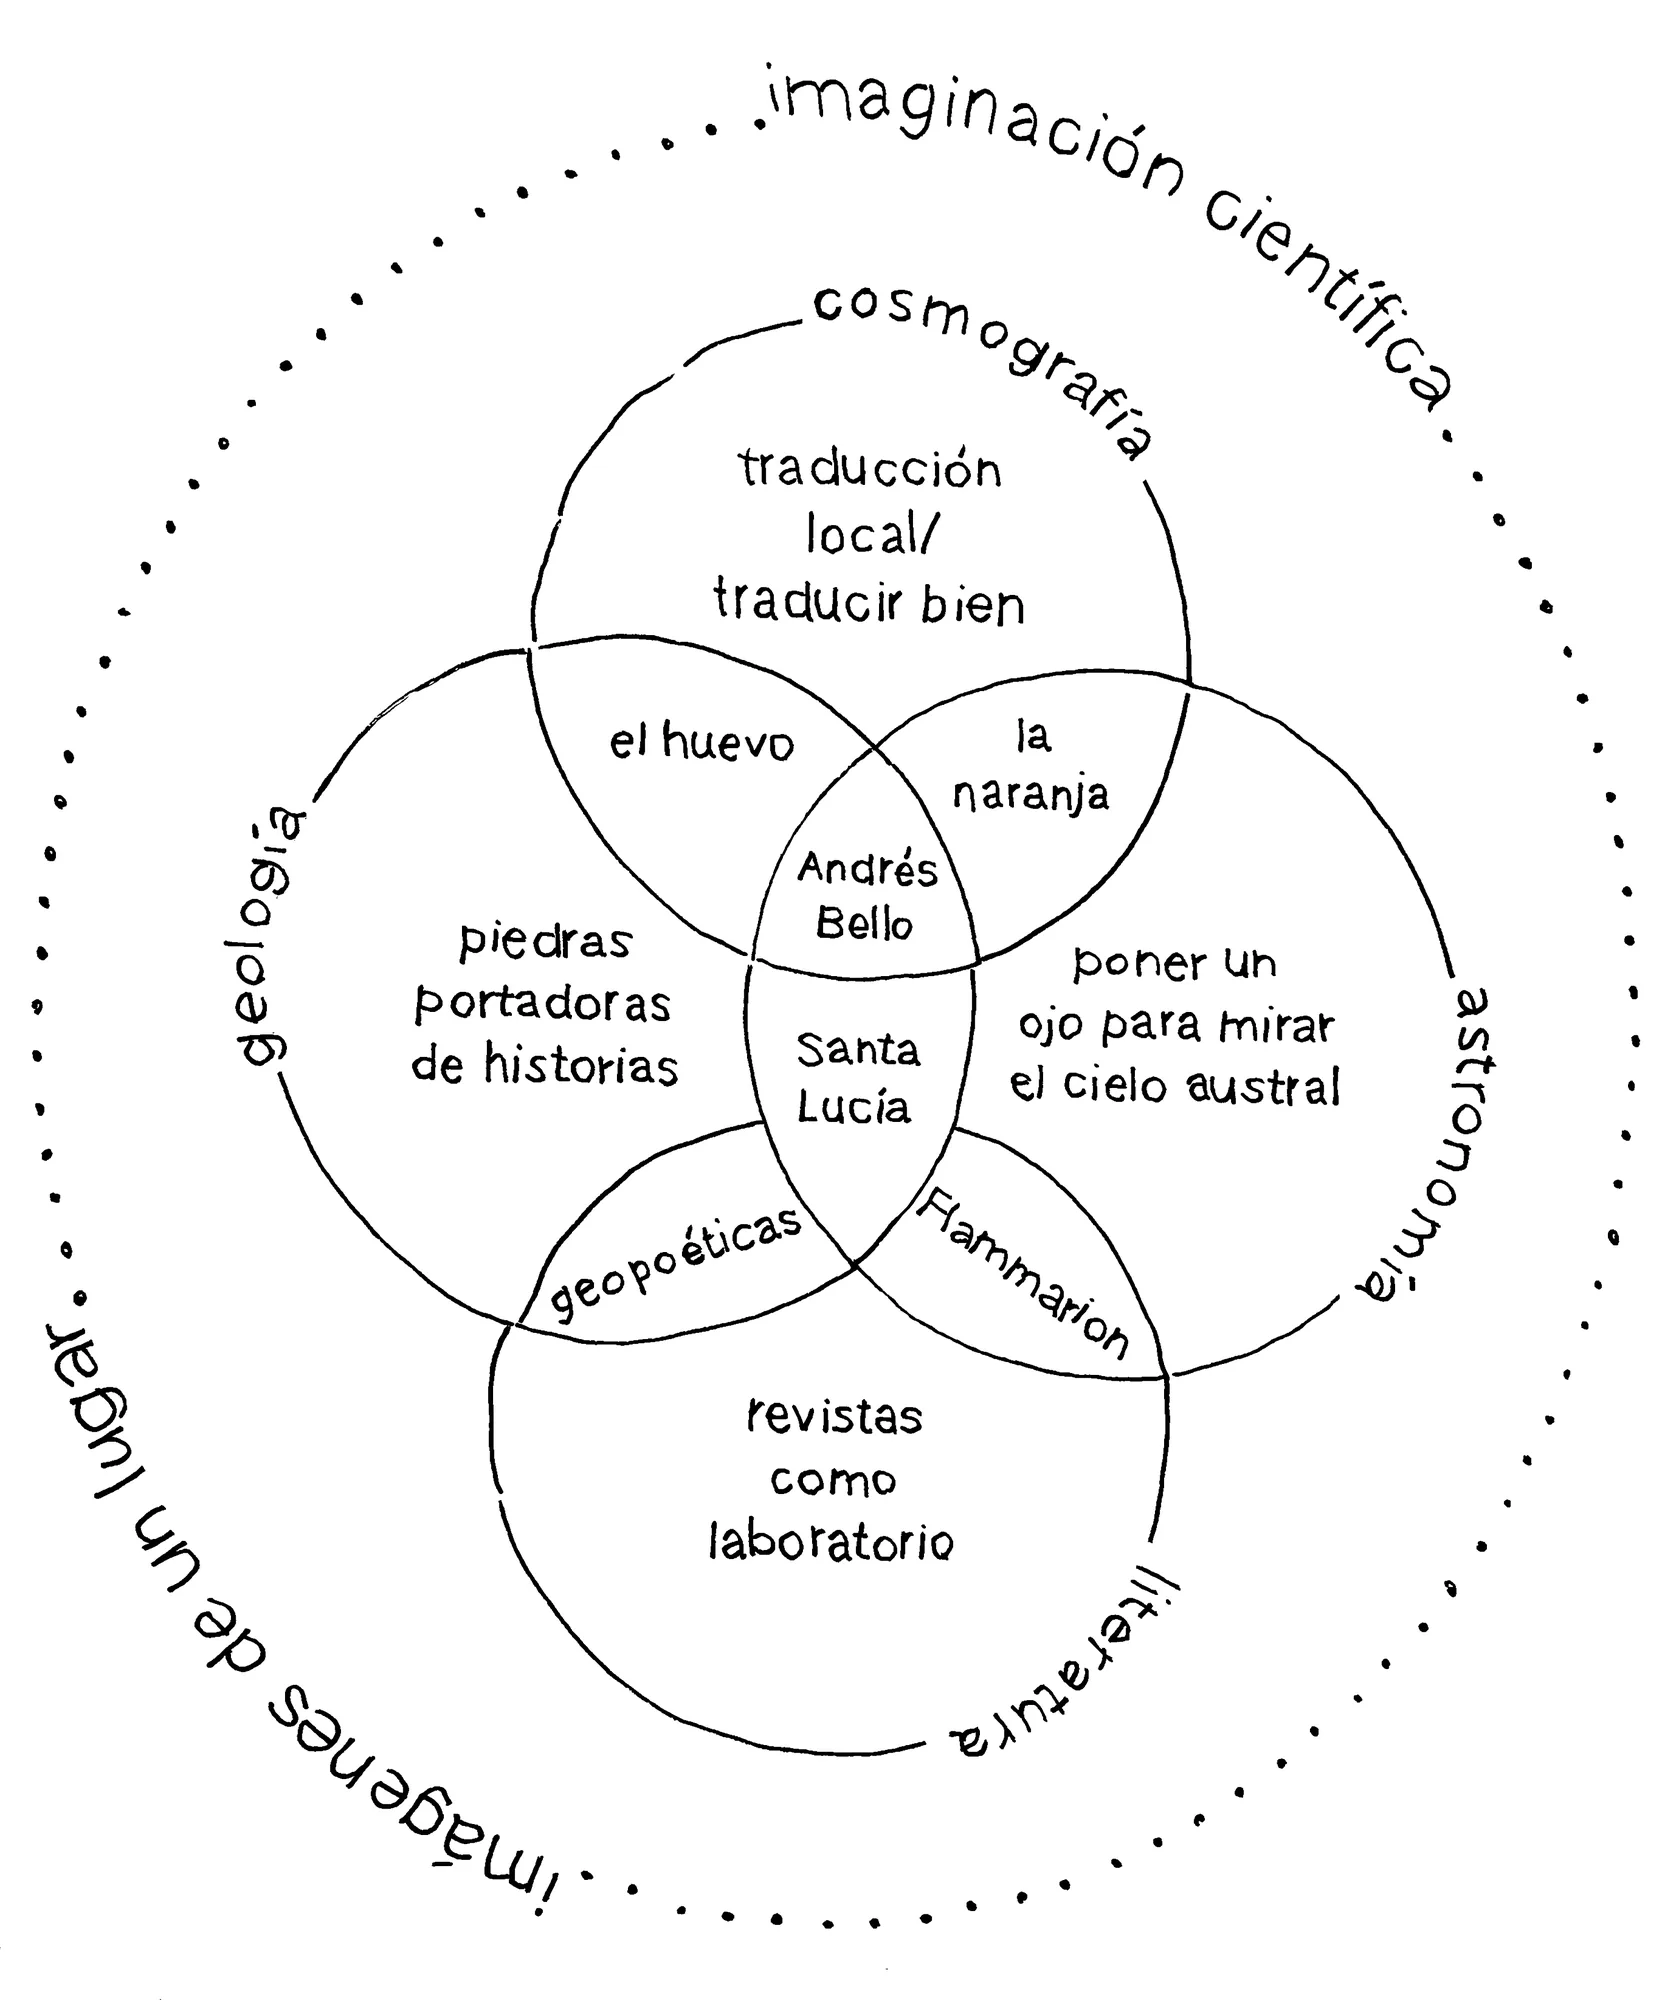 imaginación científica
cosmografía
traducción
local/
traducir bien
el huevo
la
naranja
Andrés
Bello
geología
piedras
portadoras
de historias
poner un
ojo para mirar
el cielo austral
astronomía
Santa
Lucía
geopoéticas
Flammarion
revistas
como
laboratorio
literatura
imágenes de un lugar